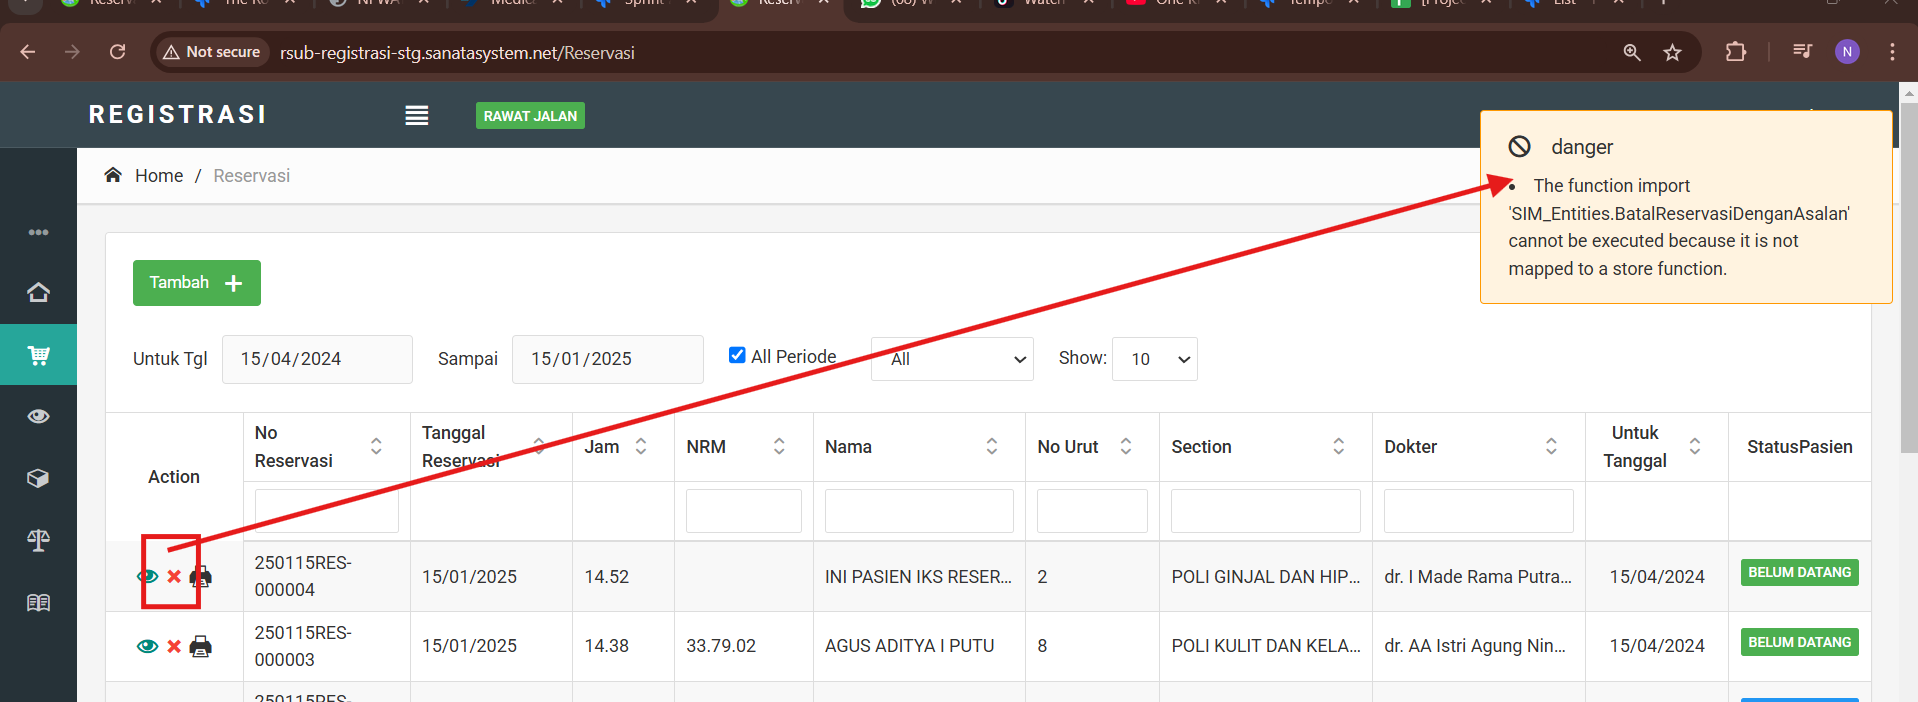 Not secure
rsub-registrasi-stg.sanatasystem.net/Reservasi
N
REGISTRASI
RAWAT JALAN
danger
The function import
'SIM_Entities.BatalReservasiDenganAsalan'
cannot be executed because it is not
mapped to a store function.
Home / Reservasi
Tambah +
Untuk Tgl 15/04/2024 Sampai 15/01/2025 All Periode All Show: 10
Action
No
Reservasi
Tanggal
Reservasi
Jam
NRM
Nama
No Urut
Section
Dokter
Untuk
Tanggal
StatusPasien
250115RES-
000004
15/01/2025 14.52 INI PASIEN IKS RESER... 2 POLI GINJAL DAN HIP... dr. I Made Rama Putra... 15/04/2024 BELUM DATANG
250115RES-
000003
15/01/2025 14.38 33.79.02 AGUS ADITYA I PUTU 8 POLI KULIT DAN KELA... dr. AA Istri Agung Nin... 15/04/2024 BELUM DATANG
250115RES-